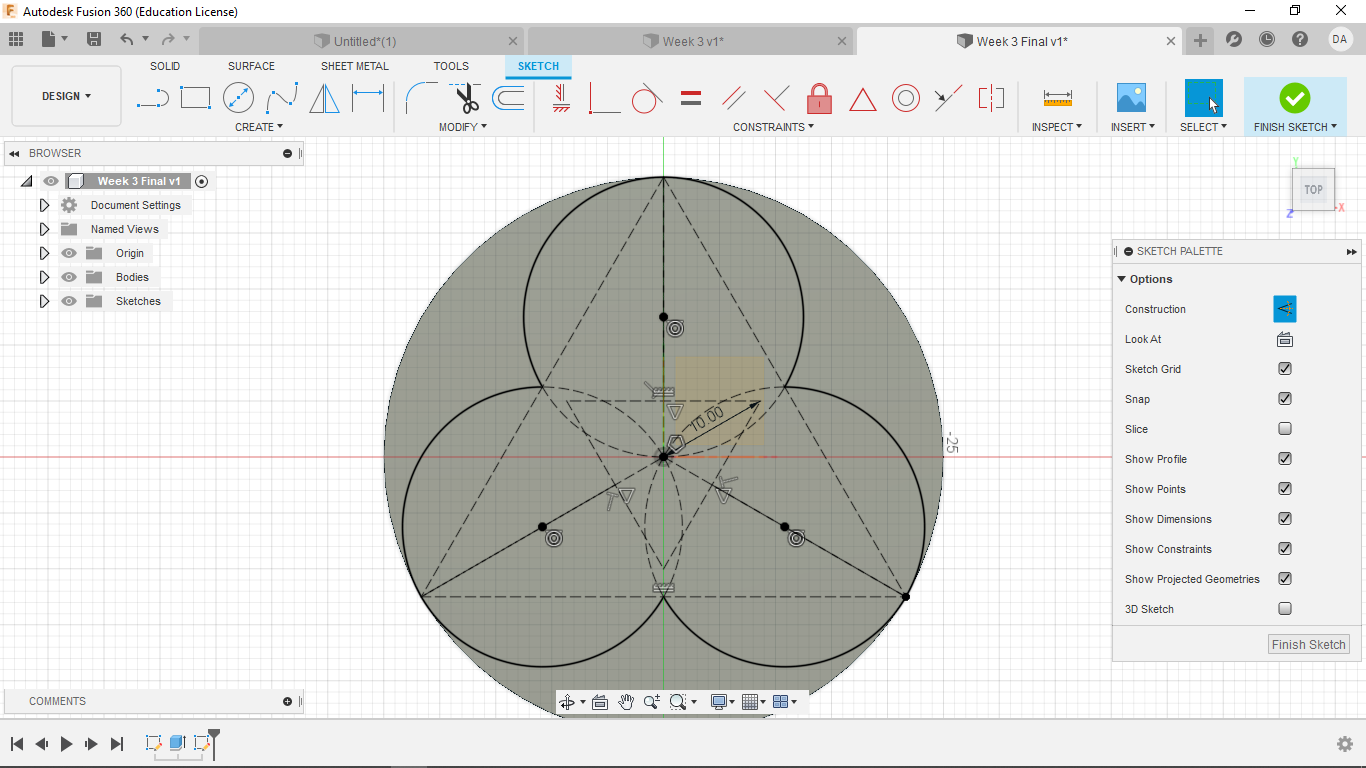 Autodesk Fusion 360 (Education License)
Untitled*(1)
Week 3 v1*
Week 3 Final v1*
DA
DESIGN
SOLID
SURFACE
SHEET METAL
TOOLS
SKETCH
CREATE
MODIFY
CONSTRAINTS
INSPECT
INSERT
SELECT
FINISH SKETCH
BROWSER
Week 3 Final v1
Document Settings
Named Views
Origin
Bodies
Sketches
10.00
-25
Y
TOP
Z
-X
SKETCH PALETTE
Options
Construction
Look At
Sketch Grid
Snap
Slice
Show Profile
Show Points
Show Dimensions
Show Constraints
Show Projected Geometries
3D Sketch
Finish Sketch
COMMENTS